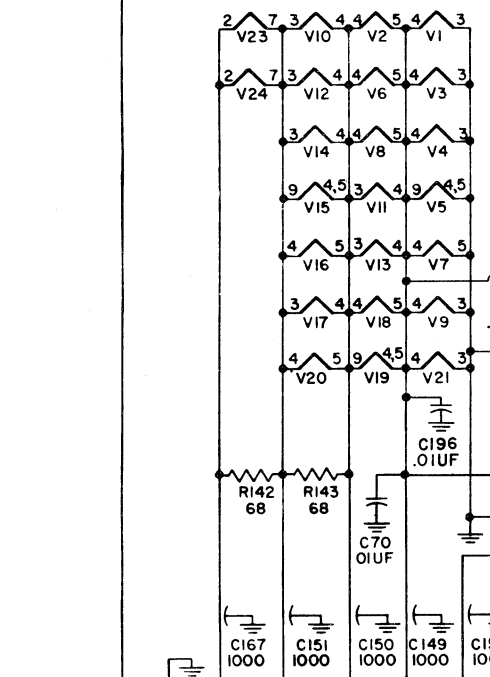 2 7 3 4 4 5 4 3
V23 V10 V2 V1
2 7 3 4 4 5 4 3
V24 V12 V6 V3
3 4 4 5 4 3
V14 V8 V4
9 4,5 3 4 9 4,5
V15 V11 V5
4 5 3 4 4 5
V16 V13 V7
3 4 4 5 4 3
V17 V18 V9
4 5 9 4,5 4 3
V20 V19 V21
C196
.01UF
R142 R143
68 68
C70
01UF
C167 C151 C150 C149
1000 1000 1000 1000